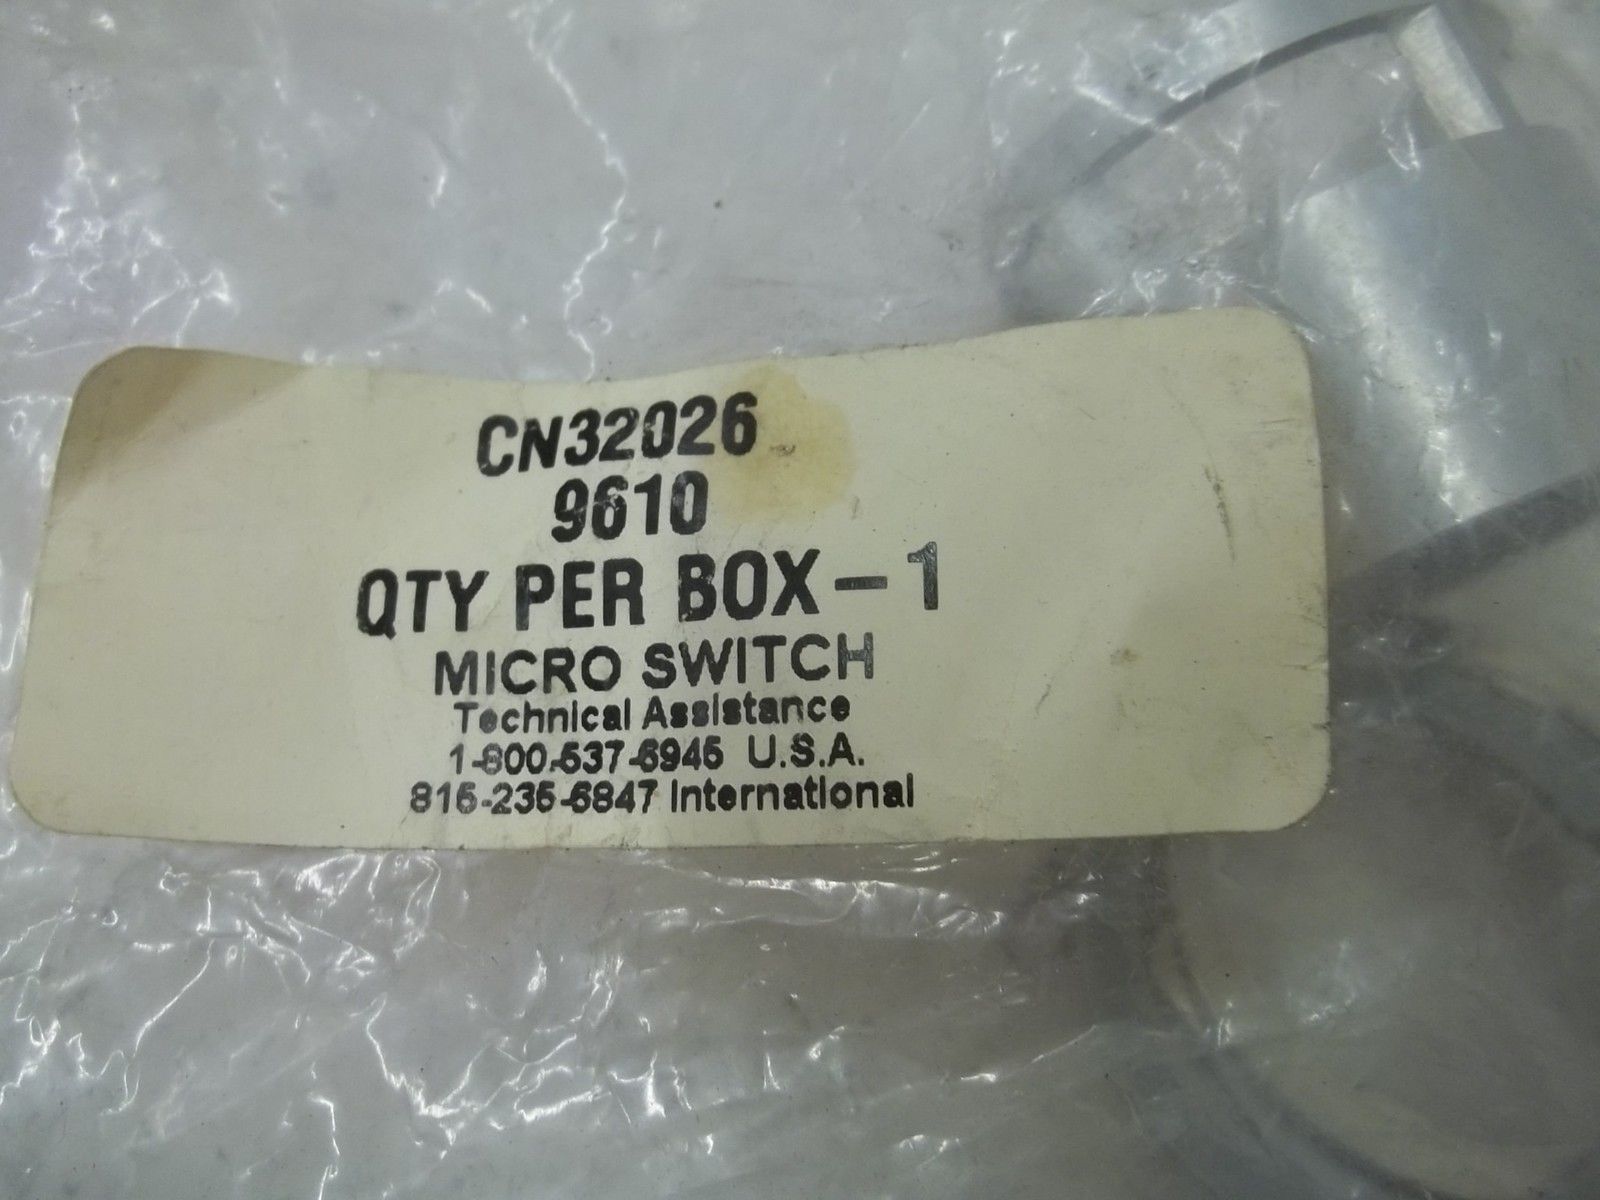 CN32026
9610
QTY PER BOX-1
MICRO SWITCH
Technical Assistance
1-800-537-6945 U.S.A.
815-235-6847 International